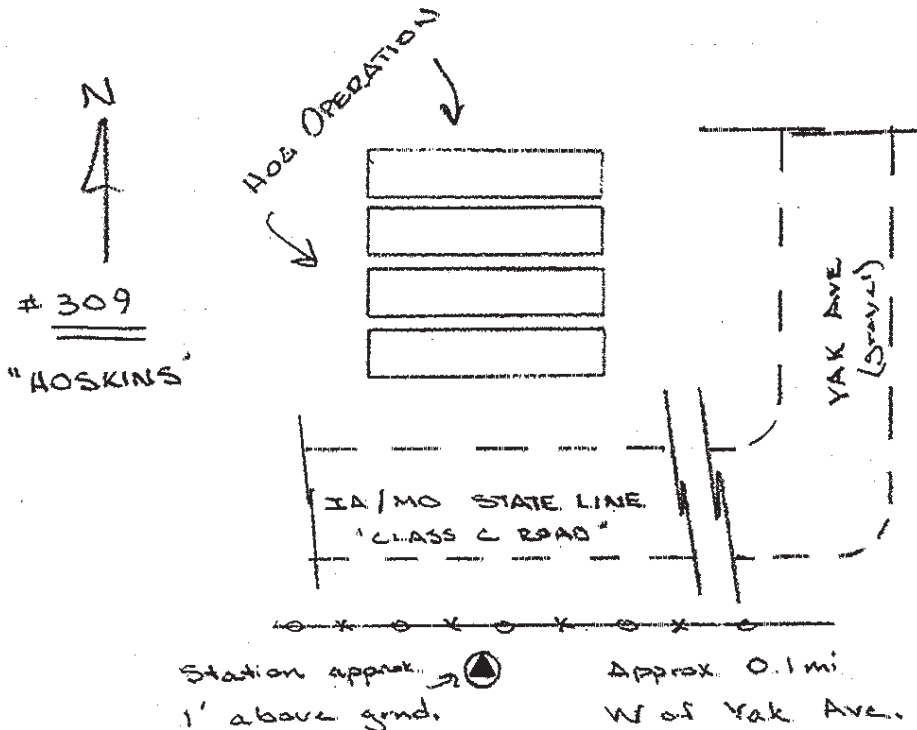 N
HOG OPERATION
# 309
"HOSKINS"
YAK AVE
(gravel)
IA/MO STATE LINE
"CLASS C ROAD"
Station approx.
1' above grnd.
Approx. 0.1 mi
W of Yak Ave.